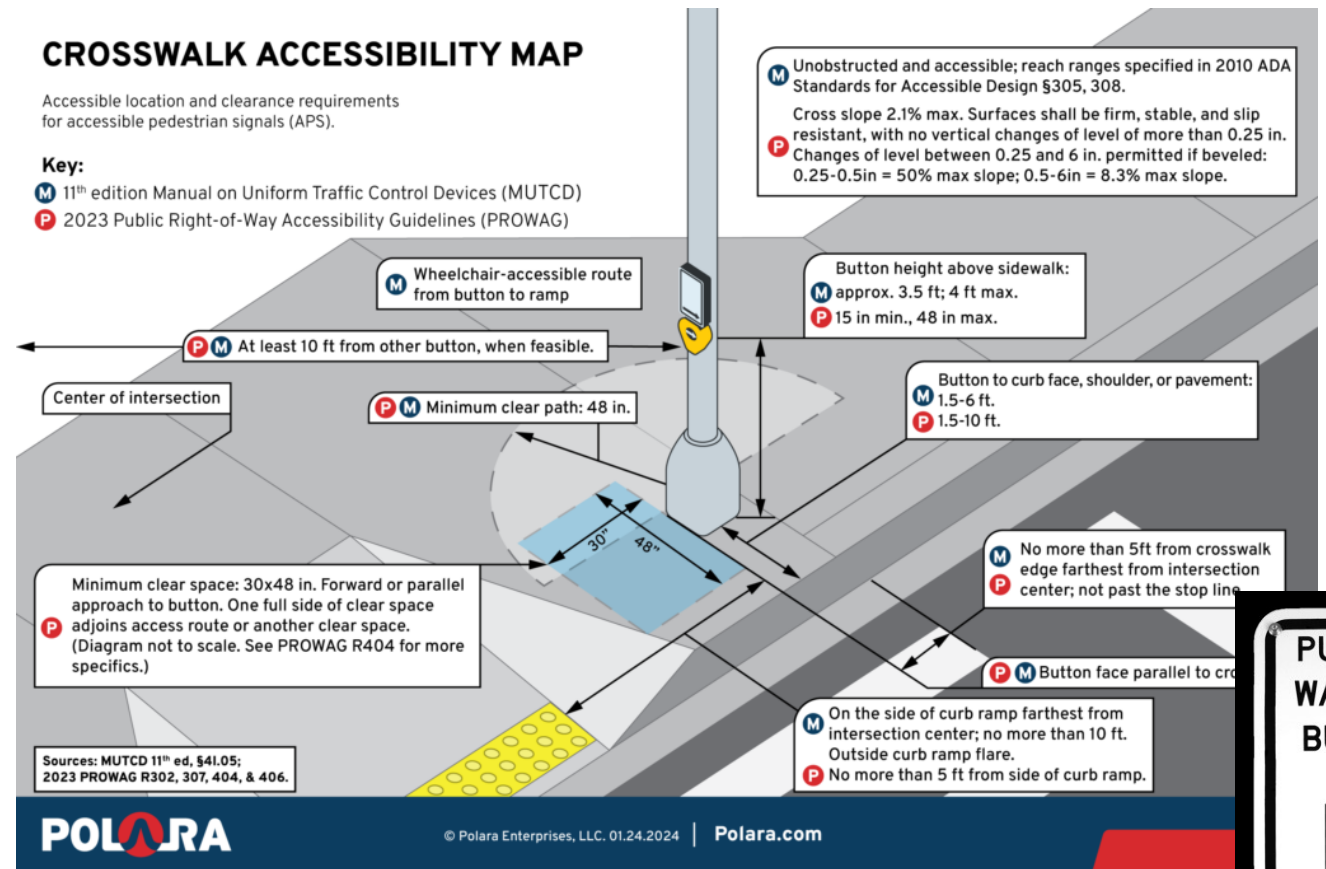 CROSSWALK ACCESSIBILITY MAP
Accessible location and clearance requirements
for accessible pedestrian signals (APS).
Key:
M 11th edition Manual on Uniform Traffic Control Devices (MUTCD)
P 2023 Public Right-of-Way Accessibility Guidelines (PROWAG)
M Unobstructed and accessible; reach ranges specified in 2010 ADA
Standards for Accessible Design §305, 308.
Cross slope 2.1% max. Surfaces shall be firm, stable, and slip
P resistant, with no vertical changes of level of more than 0.25 in.
Changes of level between 0.25 and 6 in. permitted if beveled:
0.25-0.5in = 50% max slope; 0.5-6in = 8.3% max slope.
M Wheelchair-accessible route
from button to ramp
Button height above sidewalk:
M approx. 3.5 ft; 4 ft max.
P 15 in min., 48 in max.
P M At least 10 ft from other button, when feasible.
Center of intersection
P M Minimum clear path: 48 in.
Button to curb face, shoulder, or pavement:
M 1.5-6 ft.
P 1.5-10 ft.
30"
48"
M No more than 5ft from crosswalk
P edge farthest from intersection
center; not past the stop line
Minimum clear space: 30x48 in. Forward or parallel
approach to button. One full side of clear space
P adjoins access route or another clear space.
(Diagram not to scale. See PROWAG R404 for more
specifics.)
P M Button face parallel to
M On the side of curb ramp farthest from
intersection center; no more than 10 ft.
Outside curb ramp flare.
P No more than 5 ft from side of curb ramp.
Sources: MUTCD 11th ed, §4I.05;
2023 PROWAG R302, 307, 404, & 406.
POLARA
© Polara Enterprises, LLC. 01.24.2024 | Polara.com